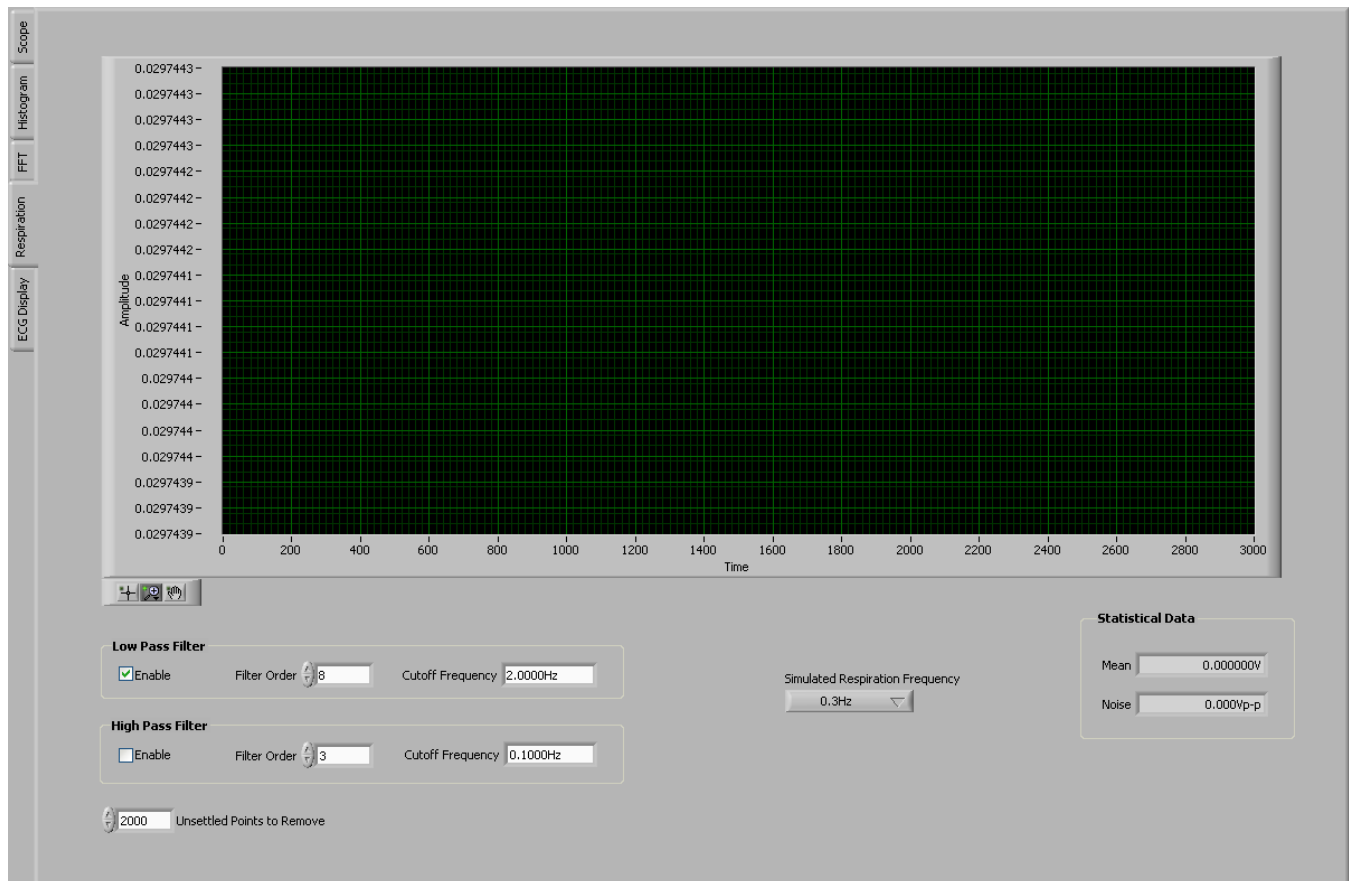 Scope
Histogram
FFT
Respiration
ECG Display
Amplitude
0.0297443
0.0297443
0.0297443
0.0297443
0.0297442
0.0297442
0.0297442
0.0297442
0.0297441
0.0297441
0.0297441
0.0297441
0.029744
0.029744
0.029744
0.029744
0.0297439
0.0297439
0.0297439
0 200 400 600 800 1000 1200 1400 1600 1800 2000 2200 2400 2600 2800 3000
Time
Low Pass Filter
Enable Filter Order 8 Cutoff Frequency 2.0000Hz
High Pass Filter
Enable Filter Order 3 Cutoff Frequency 0.1000Hz
2000 Unsettled Points to Remove
Simulated Respiration Frequency
0.3Hz
Statistical Data
Mean 0.000000V
Noise 0.000Vp-p